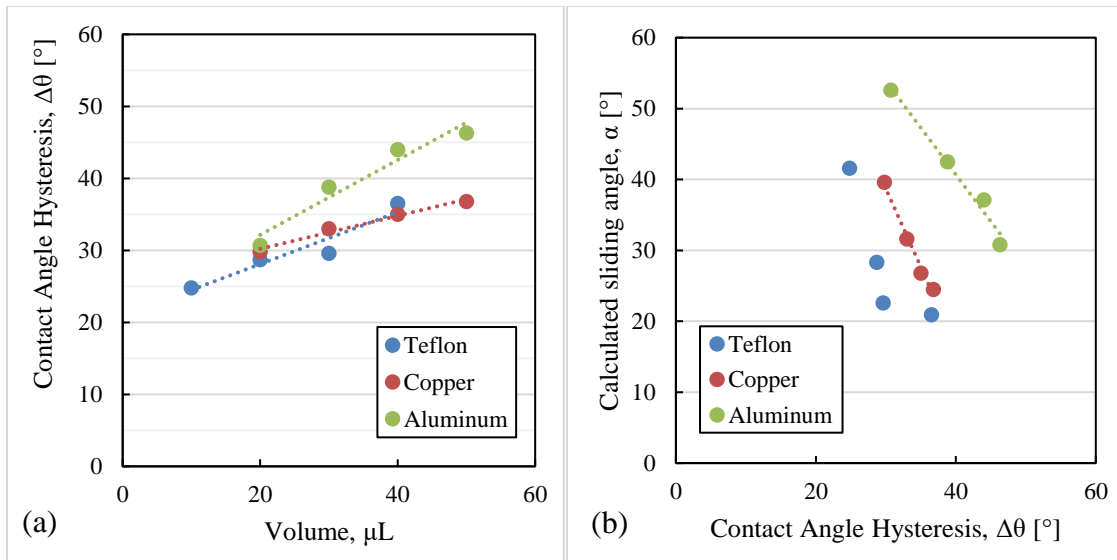 Contact Angle Hysteresis, Δθ [°]
60
50
40
30
20
10
0
0
20
40
60
Teflon
Copper
Aluminum
(a)
Volume, μL
Calculated sliding angle, α [°]
60
50
40
30
20
10
0
0
20
40
60
Teflon
Copper
Aluminum
(b)
Contact Angle Hysteresis, Δθ [°]